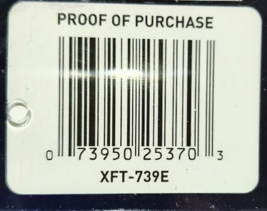 PROOF OF PURCHASE
0 73950 25370 3
XFT-739E